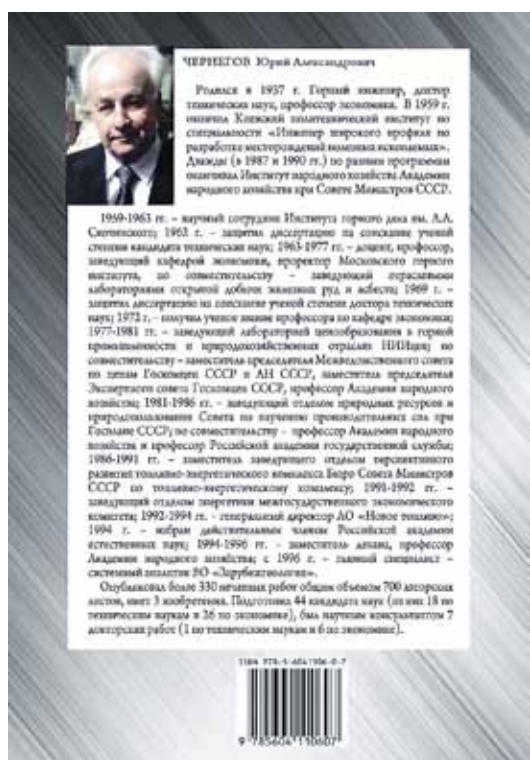 ЧЕРНЕГОВ Юрий Александрович
Родился в 1937 г. Горный инженер, доктор
технических наук, профессор экономики. В 1959 г.
окончил Киевский политехнический институт по
специальности «Инженер широкого профиля по
разработке месторождений полезных ископаемых».
Дважды (в 1987 и 1990 гг.) по разным программам
оканчивал Институт народного хозяйства Академии
народного хозяйства при Совете Министров СССР.
1959-1963 гг. – научный сотрудник Института горного дела им. А.А.
Скочинского; 1962 г. – защитил диссертацию на соискание ученой
степени кандидата технических наук; 1963-1977 гг. – доцент, профессор,
заведующий кафедрой экономики, проректор Московского горного
института, по совместительству – заведующий отраслевыми
лабораториями открытой добычи железных руд и асбеста; 1969 г. –
защитил диссертацию на соискание ученой степени доктора технических
наук; 1972 г. – получил ученое звание профессора по кафедре экономики;
1977-1981 гг. – заведующий лабораторией ценообразования в горной
промышленности и природохозяйственных отраслях НИИцен; по
совместительству – заместитель председателя Межведомственного совета
по ценам Госкомцен СССР и АН СССР, заместитель председателя
Экспертного совета Госкомцен СССР, профессор Академии народного
хозяйства; 1981-1986 гг. – заведующий отделом природных ресурсов и
природопользования Совета по изучению производительных сил при
Госплане СССР; по совместительству – профессор Академии народного
хозяйства и профессор Российской академии государственной службы;
1986-1991 гг. – заместитель заведующего отделом перспективного
развития топливно-энергетического комплекса Бюро Совета Министров
СССР по топливно-энергетическому комплексу; 1991-1992 гг. –
заведующий отделом энергетики межгосударственного экономического
комитета; 1992-1994 гг. - генеральный директор АО «Новое топливо»;
1994 г. – избран действительным членом Российской академии
естественных наук; 1994-1996 гг. – заместитель декана, профессор
Академии народного хозяйства; с 1996 г. – главный специалист –
системный аналитик ВО «Зарубежгеология».
Опубликовал более 330 печатных работ общим объемом 700 авторских
листов, имеет 3 изобретения. Подготовил 44 кандидата наук (из них 18 по
техническим наукам и 26 по экономике), был научным консультантом 7
докторских работ (1 по техническим наукам и 6 по экономике).
ISBN 978-5-6041106-0-7
9 785604 110607